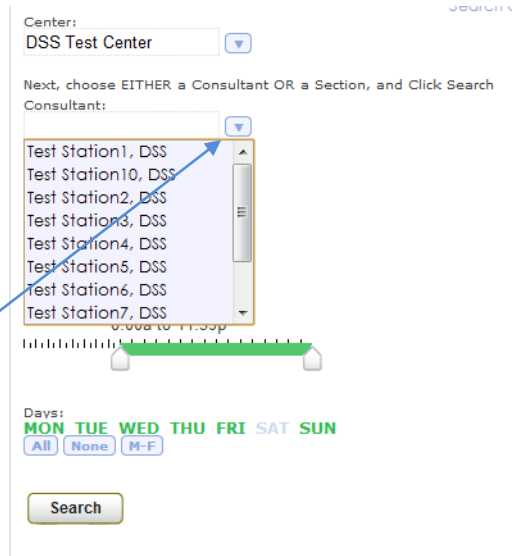 Search
Center:
DSS Test Center
Next, choose EITHER a Consultant OR a Section, and Click Search
Consultant:
Test Station1, DSS
Test Station10, DSS
Test Station2, DSS
Test Station3, DSS
Test Station4, DSS
Test Station5, DSS
Test Station6, DSS
Test Station7, DSS
Days:
MON TUE WED THU FRI SAT SUN
All None M-F
Search